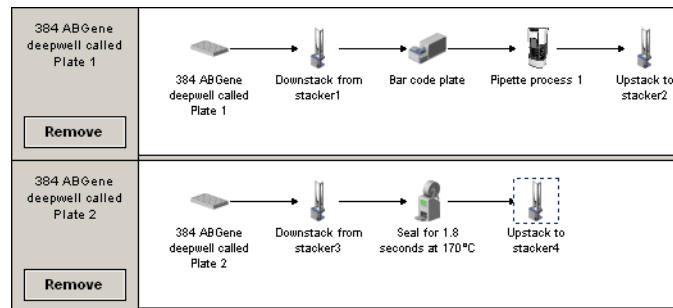 384 ABGene
deepwell called
Plate 1
Remove
384 ABGene
deepwell called
Plate 1
Downstack from
stacker1
Bar code plate
Pipette process 1
Upstack to
stacker2
384 ABGene
deepwell called
Plate 2
Remove
384 ABGene
deepwell called
Plate 2
Downstack from
stacker3
Seal for 1.8
seconds at 170°C
Upstack to
stacker4